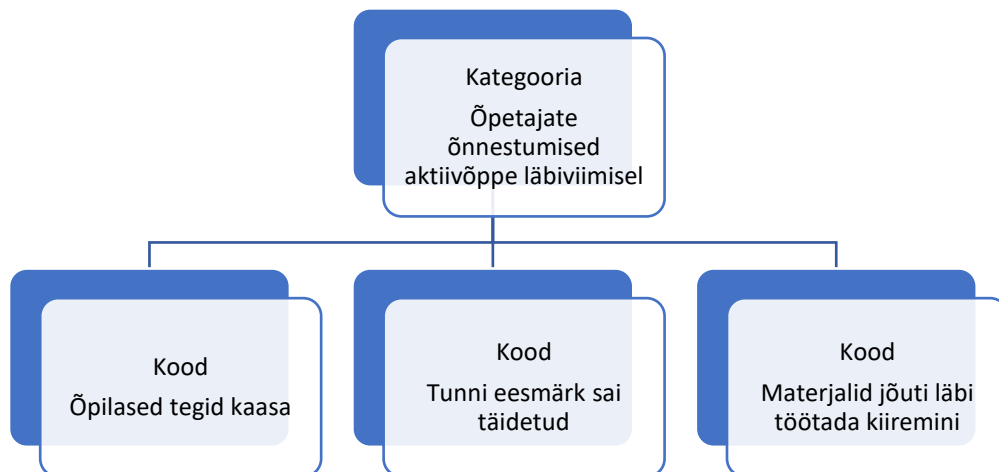 Kategooria
Õpetajate
õnnestumised
aktiivõppe läbiviimisel
Kood
Õpilased tegid kaasa
Kood
Tunni eesmärk sai
täidetud
Kood
Materjalid jõuti läbi
töötada kiiremini